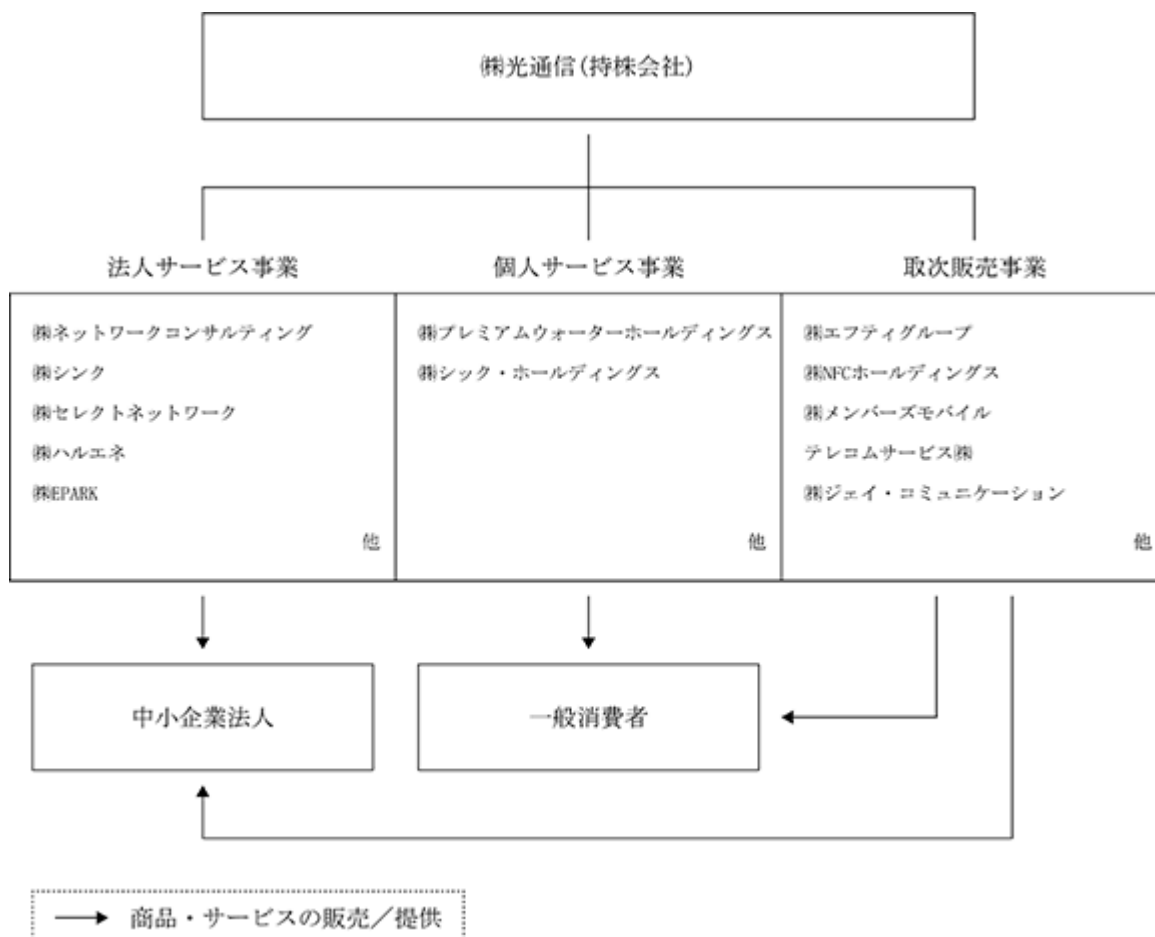 ㈱光通信(持株会社)
法人サービス事業
個人サービス事業
取次販売事業
㈱ネットワークコンサルティング
㈱シンク
㈱セレクトネットワーク
㈱ハルエネ
㈱EPARK
他
㈱プレミアムウォーターホールディングス
㈱シック・ホールディングス
他
㈱エフティグループ
㈱NFCホールディングス
㈱メンバーズモバイル
テレコムサービス㈱
㈱ジェイ・コミュニケーション
他
中小企業法人
一般消費者
商品・サービスの販売／提供